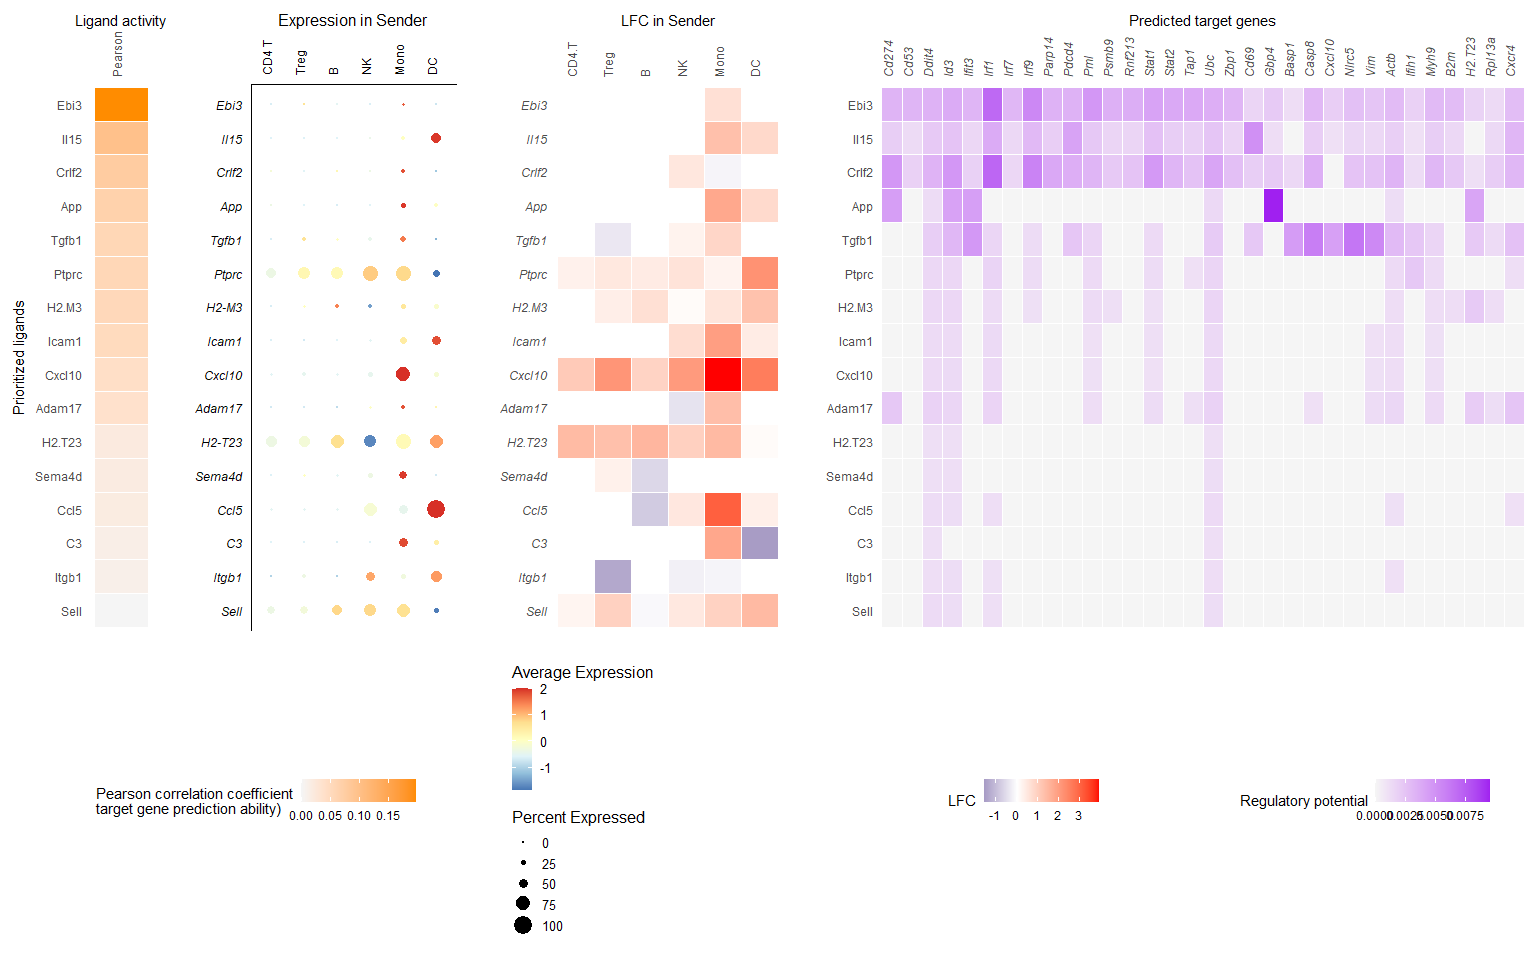 Ligand activity
Expression in Sender
LFC in Sender
Predicted target genes
Pearson
CD4 T
Treg
B
NK
Mono
DC
CD4.T
Treg
B
NK
Mono
DC
Cd274
Cd53
Ddit4
Id3
Ifit3
Irf1
Irf7
Irf9
Parp14
Pdcd4
Pml
Psmb9
Rnf213
Stat1
Stat2
Tap1
Ubc
Zbp1
Cd69
Gbp4
Basp1
Casp8
Cxcl10
Nlrc5
Vim
Actb
Ifih1
Myh9
B2m
H2.T23
Rpl13a
Cxcr4
Prioritized ligands
Ebi3
Il15
Crlf2
App
Tgfb1
Ptprc
H2.M3
Icam1
Cxcl10
Adam17
H2.T23
Sema4d
Ccl5
C3
Itgb1
Sell
Ebi3
Il15
Crlf2
App
Tgfb1
Ptprc
H2-M3
Icam1
Cxcl10
Adam17
H2-T23
Sema4d
Ccl5
C3
Itgb1
Sell
Ebi3
Il15
Crlf2
App
Tgfb1
Ptprc
H2.M3
Icam1
Cxcl10
Adam17
H2.T23
Sema4d
Ccl5
C3
Itgb1
Sell
Ebi3
Il15
Crlf2
App
Tgfb1
Ptprc
H2.M3
Icam1
Cxcl10
Adam17
H2.T23
Sema4d
Ccl5
C3
Itgb1
Sell
Pearson correlation coefficient
target gene prediction ability)
0.00 0.05 0.10 0.15
Average Expression
2
1
0
-1
Percent Expressed
0
25
50
75
100
LFC
-1 0 1 2 3
Regulatory potential
0.0000 0.0025 0.0050 0.0075